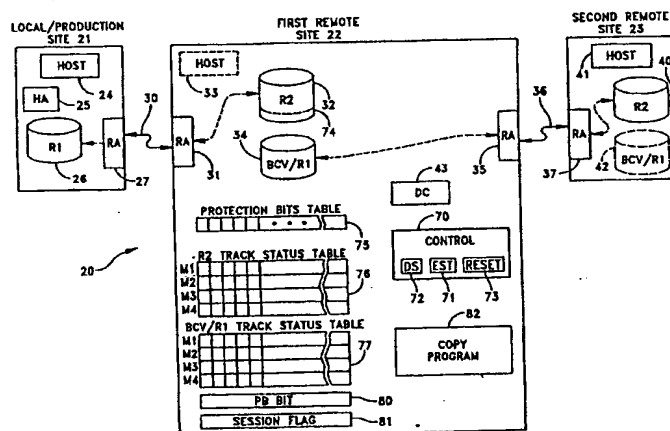 LOCAL/PRODUCTION
SITE 21
HOST
24
HA
25
R1
26
RA
27
30
20
FIRST REMOTE
SITE 22
HOST
33
R2
32
74
34
BCV/R1
RA
31
RA
35
43
DC
PROTECTION BITS TABLE
75
R2 TRACK STATUS TABLE
M1
M2
M3
M4
76
BCV/R1 TRACK STATUS TABLE
M1
M2
M3
M4
77
PB BIT
80
SESSION FLAG
81
70
CONTROL
DS
EST
RESET
72
71
73
82
COPY
PROGRAM
SECOND REMOTE
SITE 23
36
HOST
41
40
R2
RA
37
BCV/R1
42